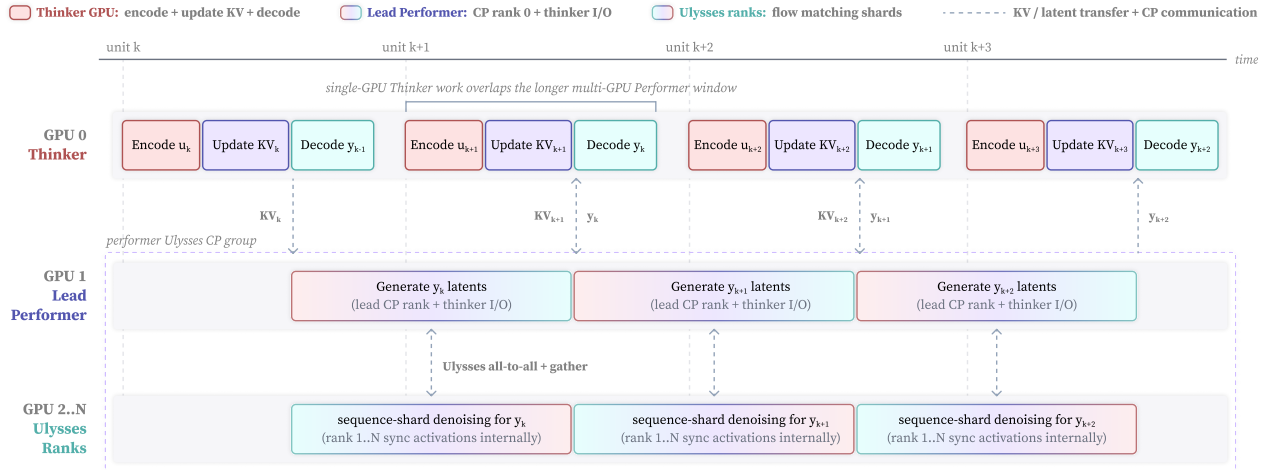 Thinker GPU: encode + update KV + decode
Lead Performer: CP rank 0 + thinker I/O
Ulysses ranks: flow matching shards
KV / latent transfer + CP communication
unit k
unit k+1
unit k+2
unit k+3
time
single-GPU Thinker work overlaps the longer multi-GPU Performer window
GPU 0
Thinker
Encode uₖ
Update KVₖ
Decode yₖ₋₁
Encode uₖ₊₁
Update KVₖ₊₁
Decode yₖ
Encode uₖ₊₂
Update KVₖ₊₂
Decode yₖ₊₁
Encode uₖ₊₃
Update KVₖ₊₃
Decode yₖ₊₂
KVₖ
KVₖ₊₁
yₖ
KVₖ₊₂
yₖ₊₁
yₖ₊₂
performer Ulysses CP group
GPU 1
Lead
Performer
Generate yₖ latents
(lead CP rank + thinker I/O)
Generate yₖ₊₁ latents
(lead CP rank + thinker I/O)
Generate yₖ₊₂ latents
(lead CP rank + thinker I/O)
Ulysses all-to-all + gather
GPU 2..N
Ulysses
Ranks
sequence-shard denoising for yₖ
(rank 1..N sync activations internally)
sequence-shard denoising for yₖ₊₁
(rank 1..N sync activations internally)
sequence-shard denoising for yₖ₊₂
(rank 1..N sync activations internally)